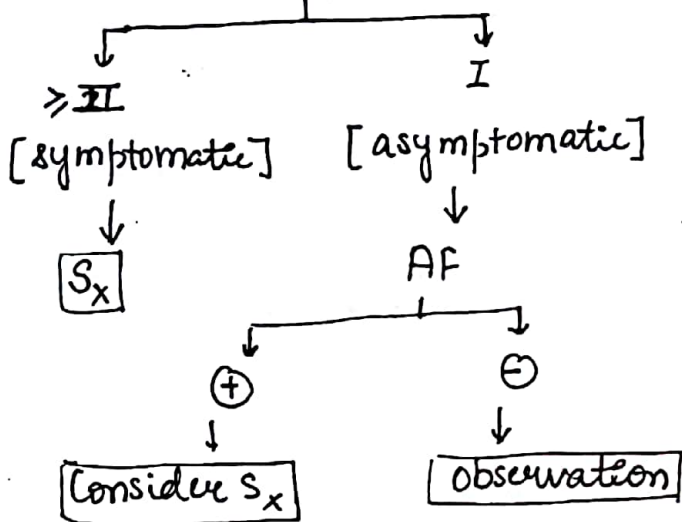 ≥ II I
[symptomatic] [asymptomatic]
Sx AF
+ -
Consider Sx observation